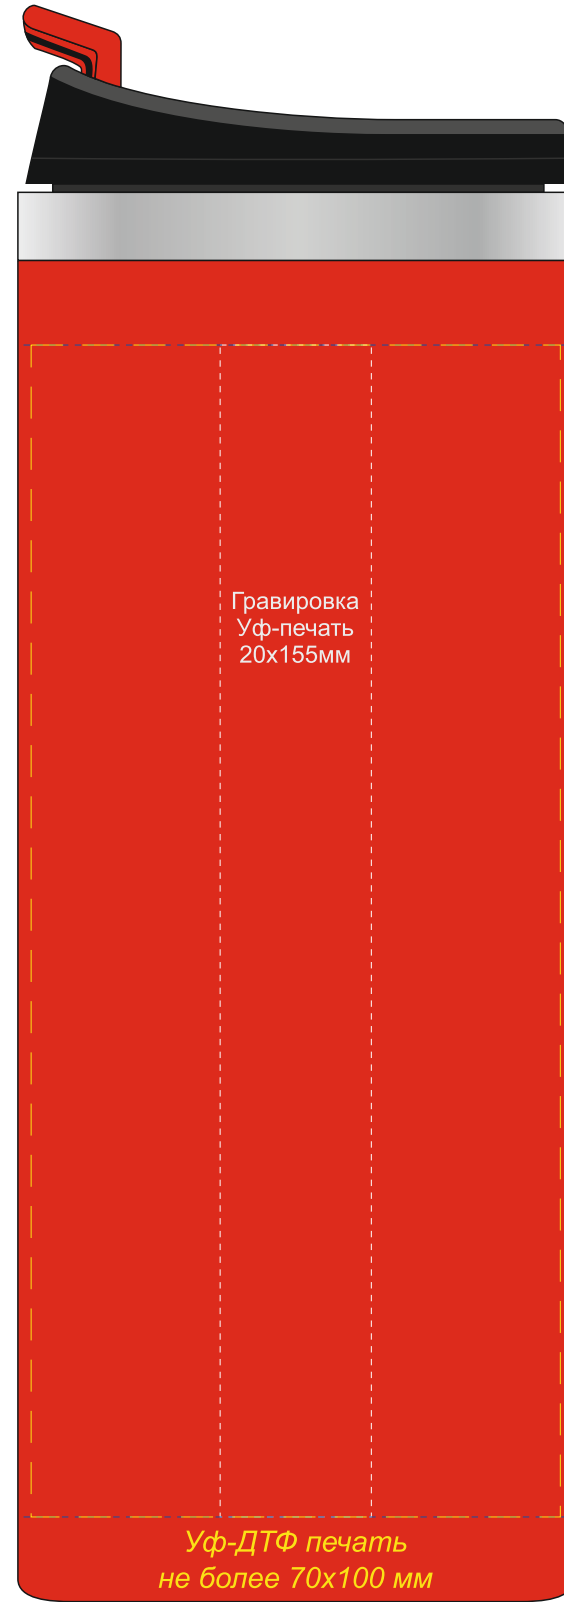 Гравировка
Уф-печать
20х155мм
Уф-ДТФ печать
не более 70х100 мм